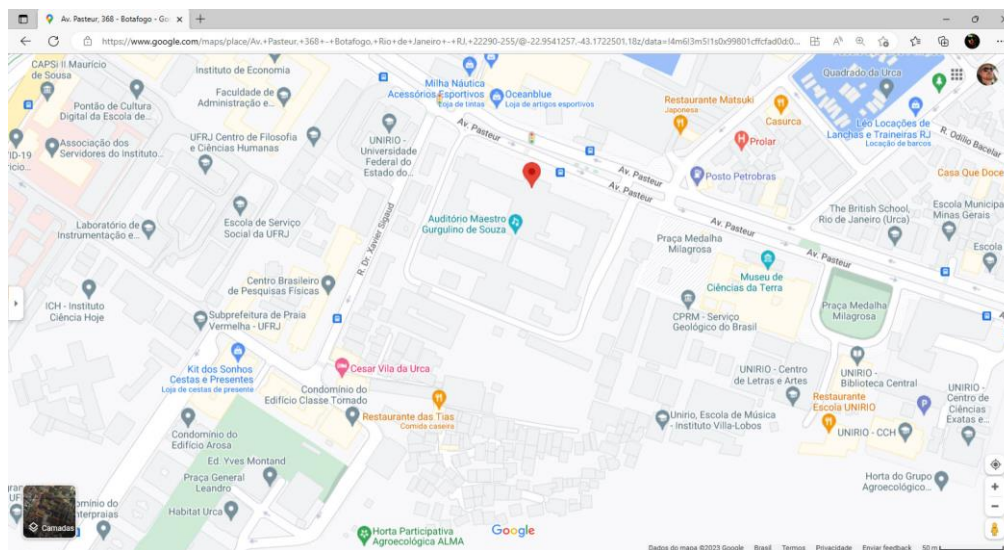 Av. Pasteur, 368 - Botafogo - Go
https://www.google.com/maps/place/Av.+Pasteur,+368+-+Botafogo,+Rio+de+Janeiro+-+RJ,+22290-255/@-22.9541257,-43.1722501,18z/data=!4m6!3m5!1s0x99801cffcfad0d:0...
CAPSi II Maurício
de Sousa
Pontão de Cultura
Digital da Escola de...
Associação dos
Servidores do Instituto...
Instituto de Economia
Faculdade de
Administração e...
UFRJ Centro de Filosofia
e Ciências Humanas
UNIRIO -
Universidade
Federal do
Estado do...
Milha Náutica
Acessórios Esportivos
Loja de tintas
Oceanblue
Loja de artigos esportivos
Av. Pasteur
Restaurante Matsuki
Japonesa
Casurca
Prolar
Posto Petrobras
Quadrado da Urca
Léo Locações de
Lanchas e Traineiras RJ
Locação de barcos
R. Odílio Bacelar
Casa Que Doce
Av. Pasteur
Av. Pasteur
Av. Pasteur
Av. Pasteur
The British School,
Rio de Janeiro (Urca)
Escola Municipa
Minas Gerais
Escola
ID-19
Laboratório de
Instrumentação e...
Escola de Serviço
Social da UFRJ
R. Dr. Xavier Sigaud
Auditório Maestro
Gurgulino de Souza
Praça Medalha
Milagrosa
Museu de
Ciências da Terra
CPRM - Serviço
Geológico do Brasil
Praça Medalha
Milagrosa
Centro Brasileiro
de Pesquisas Físicas
ICH - Instituto
Ciência Hoje
Subprefeitura de Praia
Vermelha - UFRJ
Kit dos Sonhos
Cestas e Presentes
Loja de cestas de presente
Cesar Vila da Urca
Condomínio do
Edifício Classe Tornado
Restaurante das Tias
Comida caseira
UNIRIO - Centro
de Letras e Artes
UNIRIO -
Biblioteca Central
Restaurante
Escola UNIRIO
UNIRIO -
Centro de
Ciências
Exatas e...
Unirio, Escola de Música
- Instituto Villa-Lobos
UNIRIO - CCH
Condomínio do
Edifício Arosa
Ed. Yves Montand
Praça General
Leandro
Habitat Urca
Horta do Grupo
Agroecológico...
Camadas
Horta Participativa
Agroecológica ALMA
Google
Dados do mapa ©2023 Google Brasil Termos Privacidade Enviar feedback 50 m